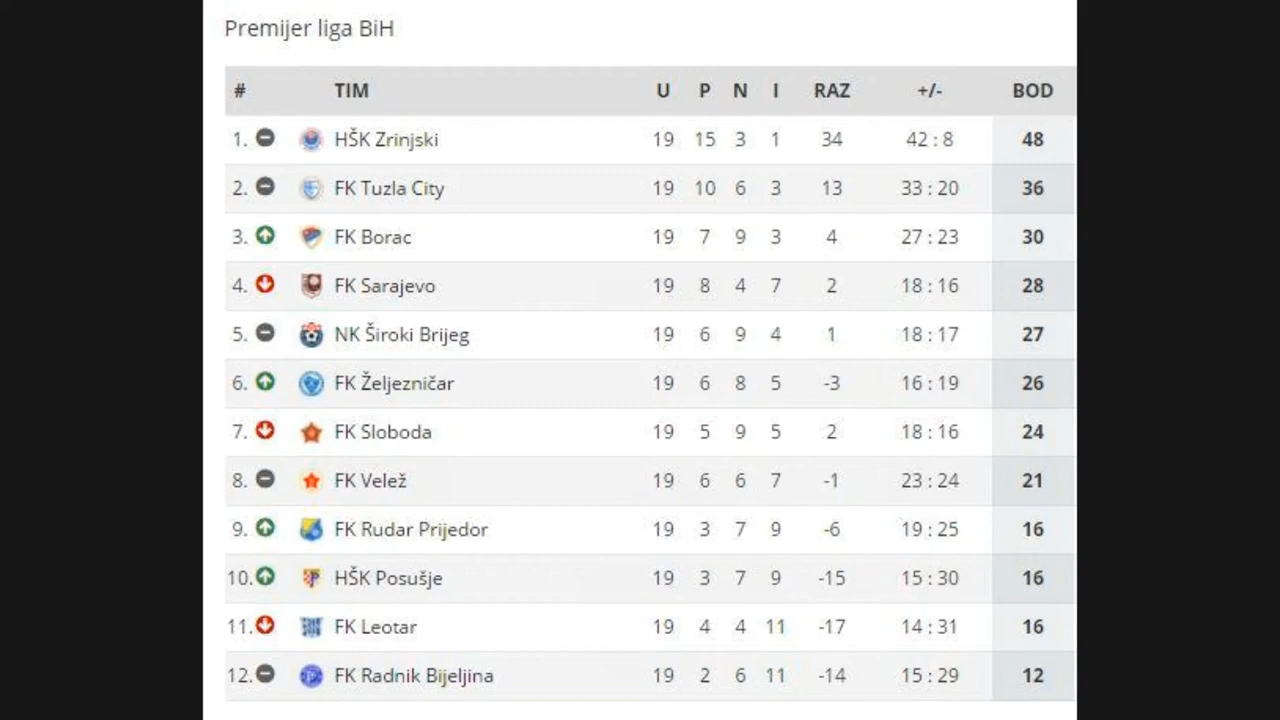 Premijer liga BiH
# TIM U P N I RAZ +/- BOD
1. HŠK Zrinjski 19 15 3 1 34 42 : 8 48
2. FK Tuzla City 19 10 6 3 13 33 : 20 36
3. FK Borac 19 7 9 3 4 27 : 23 30
4. FK Sarajevo 19 8 4 7 2 18 : 16 28
5. NK Široki Brijeg 19 6 9 4 1 18 : 17 27
6. FK Željezničar 19 6 8 5 -3 16 : 19 26
7. FK Sloboda 19 5 9 5 2 18 : 16 24
8. FK Velež 19 6 6 7 -1 23 : 24 21
9. FK Rudar Prijedor 19 3 7 9 -6 19 : 25 16
10. HŠK Posušje 19 3 7 9 -15 15 : 30 16
11. FK Leotar 19 4 4 11 -17 14 : 31 16
12. FK Radnik Bijeljina 19 2 6 11 -14 15 : 29 12